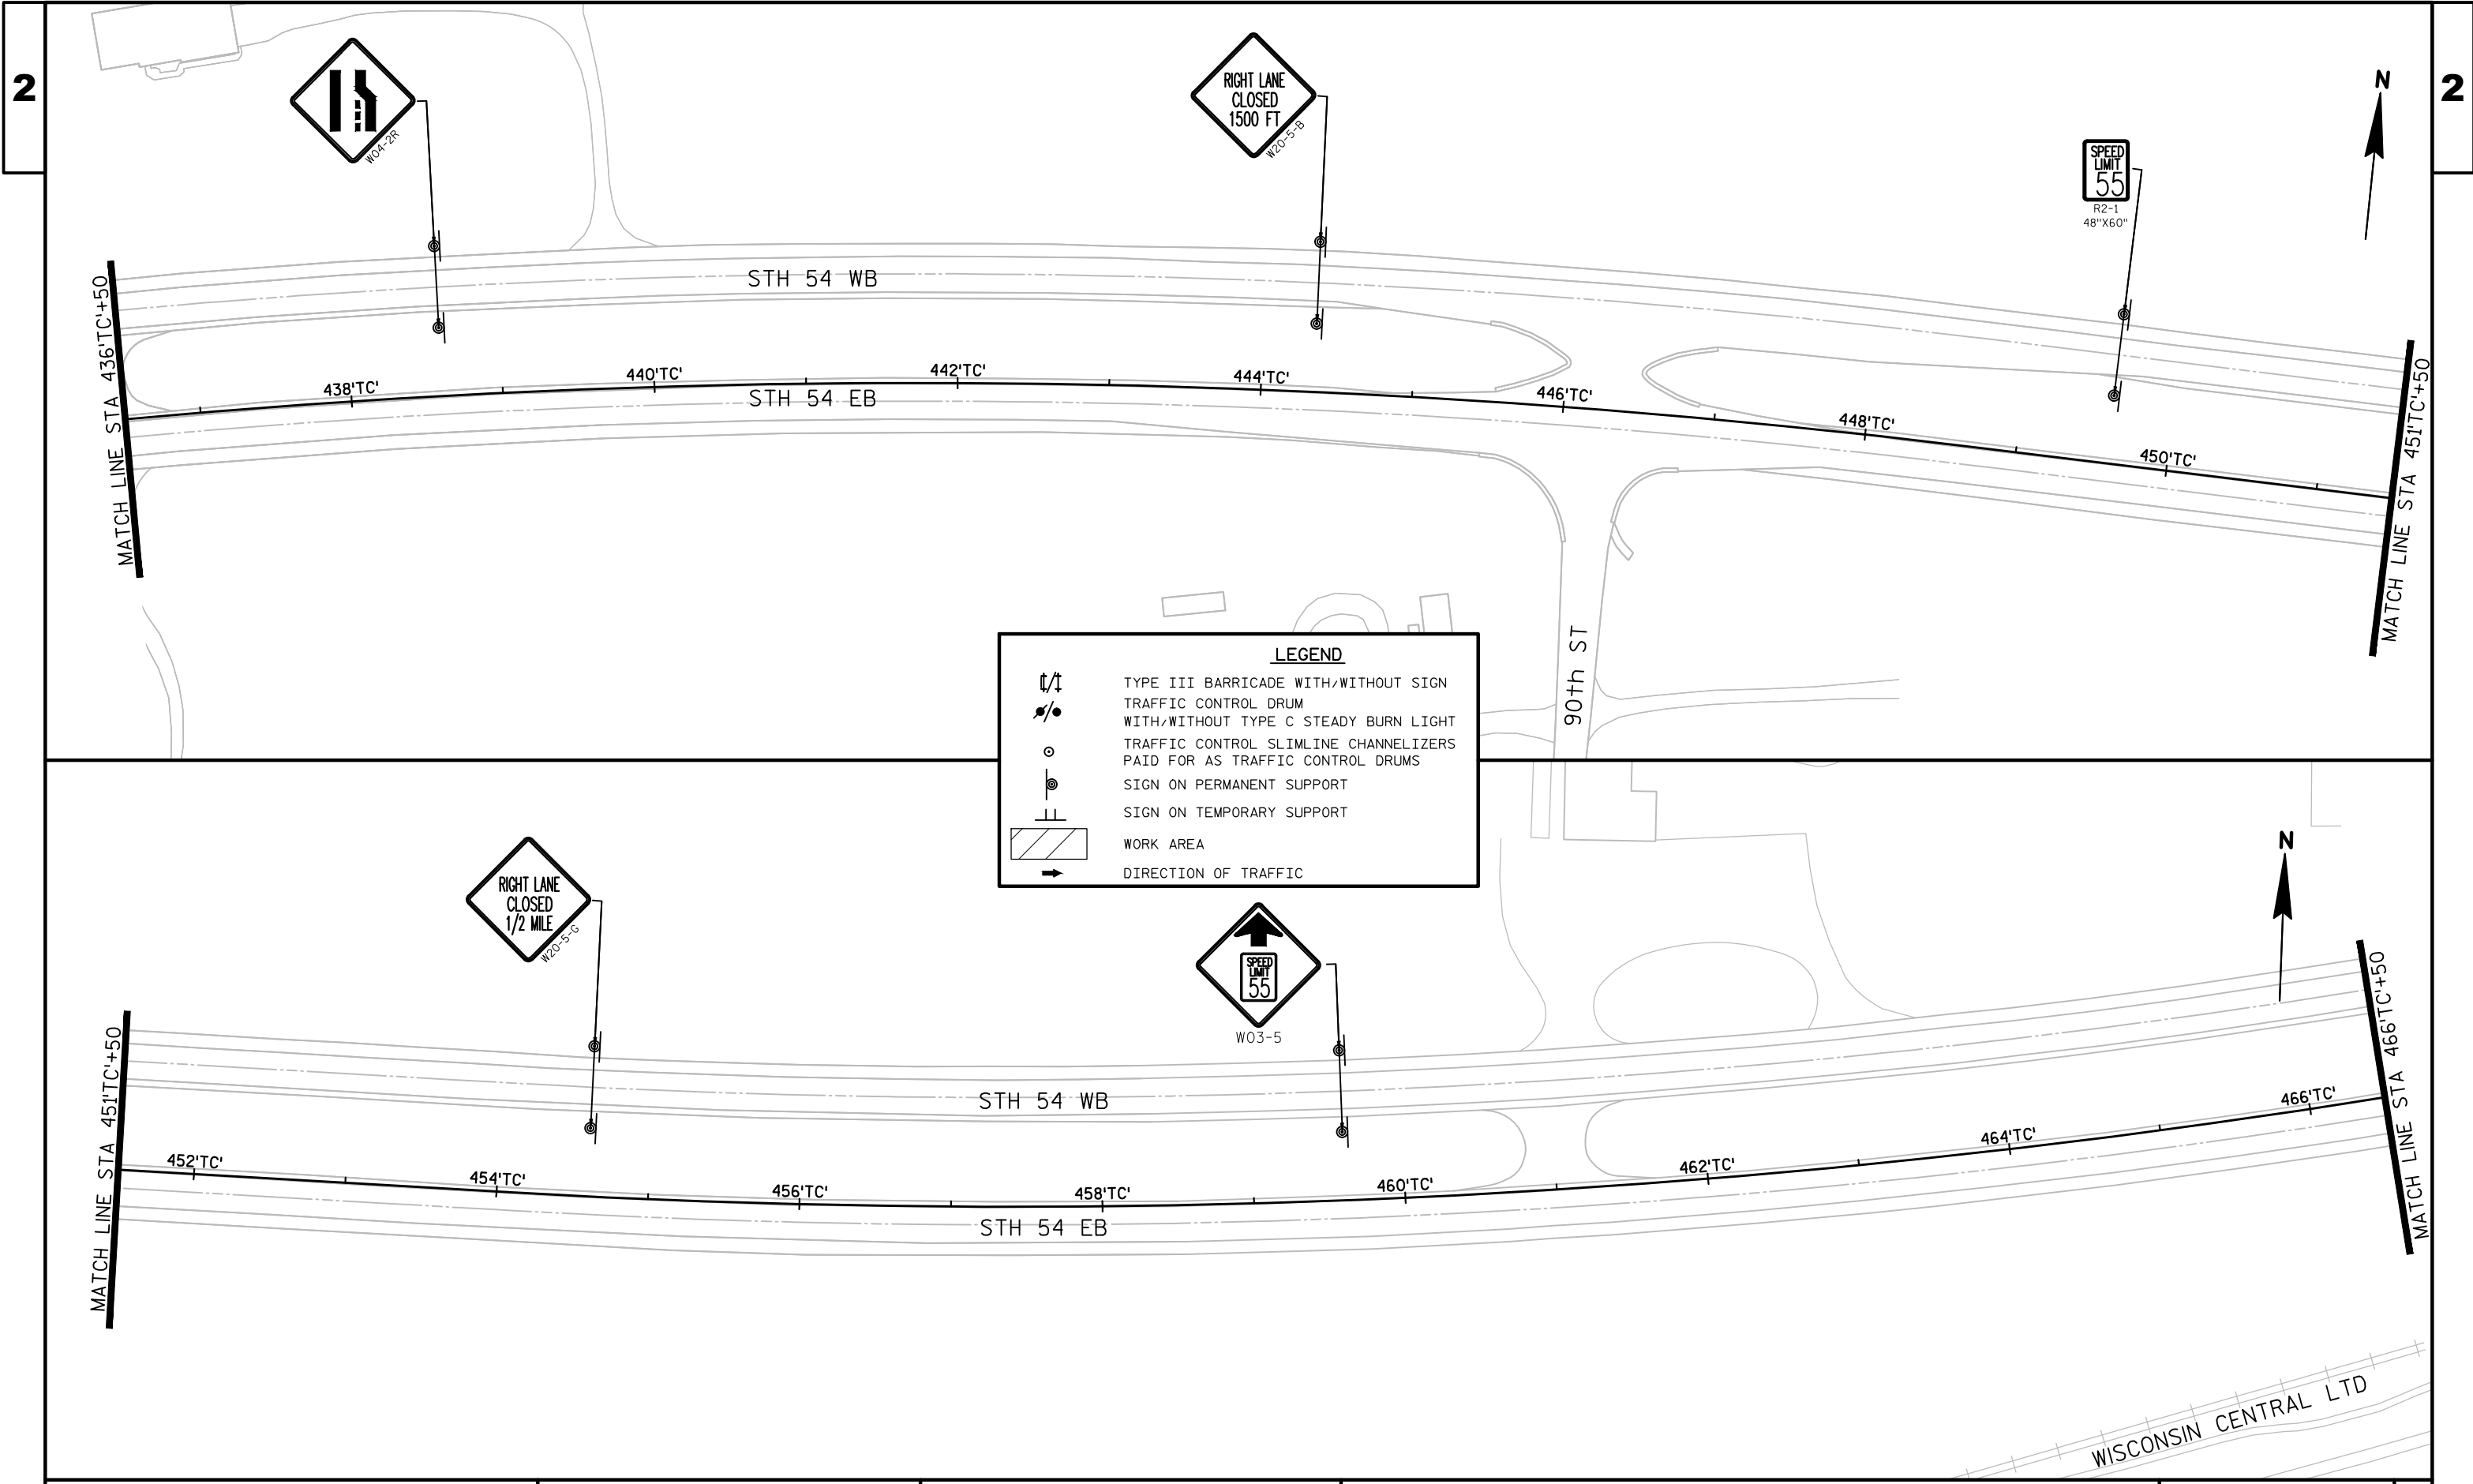 2
2
W04-2R
RIGHT LANE
CLOSED
1500 FT
W20-5-B
SPEED
LIMIT
55
R2-1
48"X60"
N
MATCH LINE STA 436'TC'+50
STH 54 WB
438'TC'
440'TC'
442'TC'
444'TC'
446'TC'
448'TC'
450'TC'
STH 54 EB
MATCH LINE STA 451'TC'+50
90th ST
LEGEND
TYPE III BARRICADE WITH/WITHOUT SIGN
TRAFFIC CONTROL DRUM
WITH/WITHOUT TYPE C STEADY BURN LIGHT
TRAFFIC CONTROL SLIMLINE CHANNELIZERS
PAID FOR AS TRAFFIC CONTROL DRUMS
SIGN ON PERMANENT SUPPORT
SIGN ON TEMPORARY SUPPORT
WORK AREA
DIRECTION OF TRAFFIC
RIGHT LANE
CLOSED
1/2 MILE
W20-5-G
SPEED
LIMIT
55
W03-5
N
MATCH LINE STA 451'TC'+50
STH 54 WB
452'TC'
454'TC'
456'TC'
458'TC'
460'TC'
462'TC'
464'TC'
466'TC'
STH 54 EB
MATCH LINE STA 466'TC'+50
WISCONSIN CENTRAL LTD